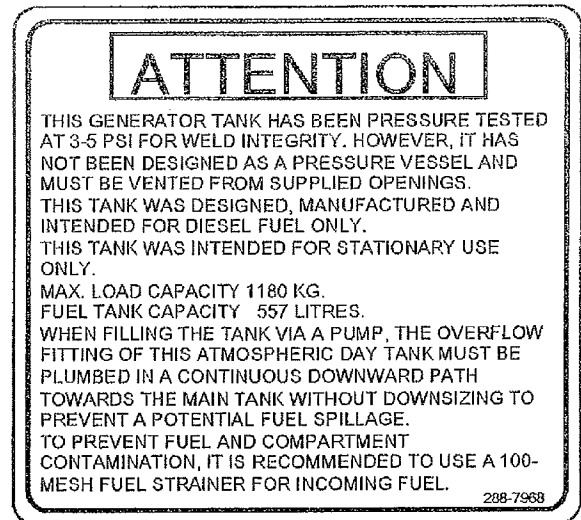 ATTENTION
THIS GENERATOR TANK HAS BEEN PRESSURE TESTED
AT 3-5 PSI FOR WELD INTEGRITY. HOWEVER, IT HAS
NOT BEEN DESIGNED AS A PRESSURE VESSEL AND
MUST BE VENTED FROM SUPPLIED OPENINGS.
THIS TANK WAS DESIGNED, MANUFACTURED AND
INTENDED FOR DIESEL FUEL ONLY.
THIS TANK WAS INTENDED FOR STATIONARY USE
ONLY.
MAX. LOAD CAPACITY 1180 KG.
FUEL TANK CAPACITY 557 LITRES.
WHEN FILLING THE TANK VIA A PUMP, THE OVERFLOW
FITTING OF THIS ATMOSPHERIC DAY TANK MUST BE
PLUMBED IN A CONTINUOUS DOWNWARD PATH
TOWARDS THE MAIN TANK WITHOUT DOWNSIZING TO
PREVENT A POTENTIAL FUEL SPILLAGE.
TO PREVENT FUEL AND COMPARTMENT
CONTAMINATION, IT IS RECOMMENDED TO USE A 100-
MESH FUEL STRAINER FOR INCOMING FUEL.
288-7968